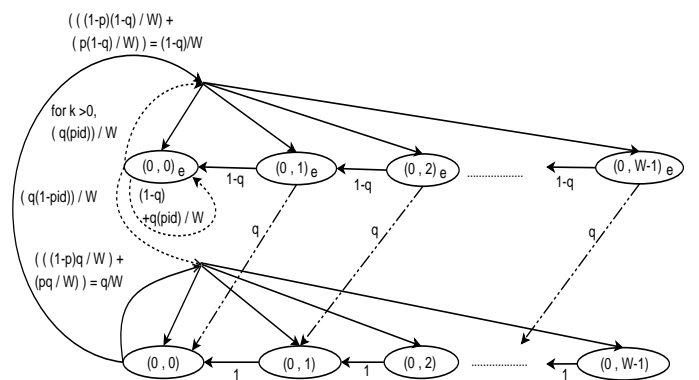 ( ( ( (1-p)(1-q) / W) +
( p(1-q) / W) ) = (1-q)/W
for k >0,
( q(pid)) / W
(0 , 0) e
(0 , 1) e
(0 , 2) e
....................
(0 , W-1) e
1-q
1-q
1-q
( q(1-pid)) / W
(1-q)
+q(pid) / W
q
q
q
( ( ( (1-p)q / W ) +
(pq / W) ) = q/W
(0 , 0)
(0 , 1)
(0 , 2)
....................
(0 , W-1)
1
1
1